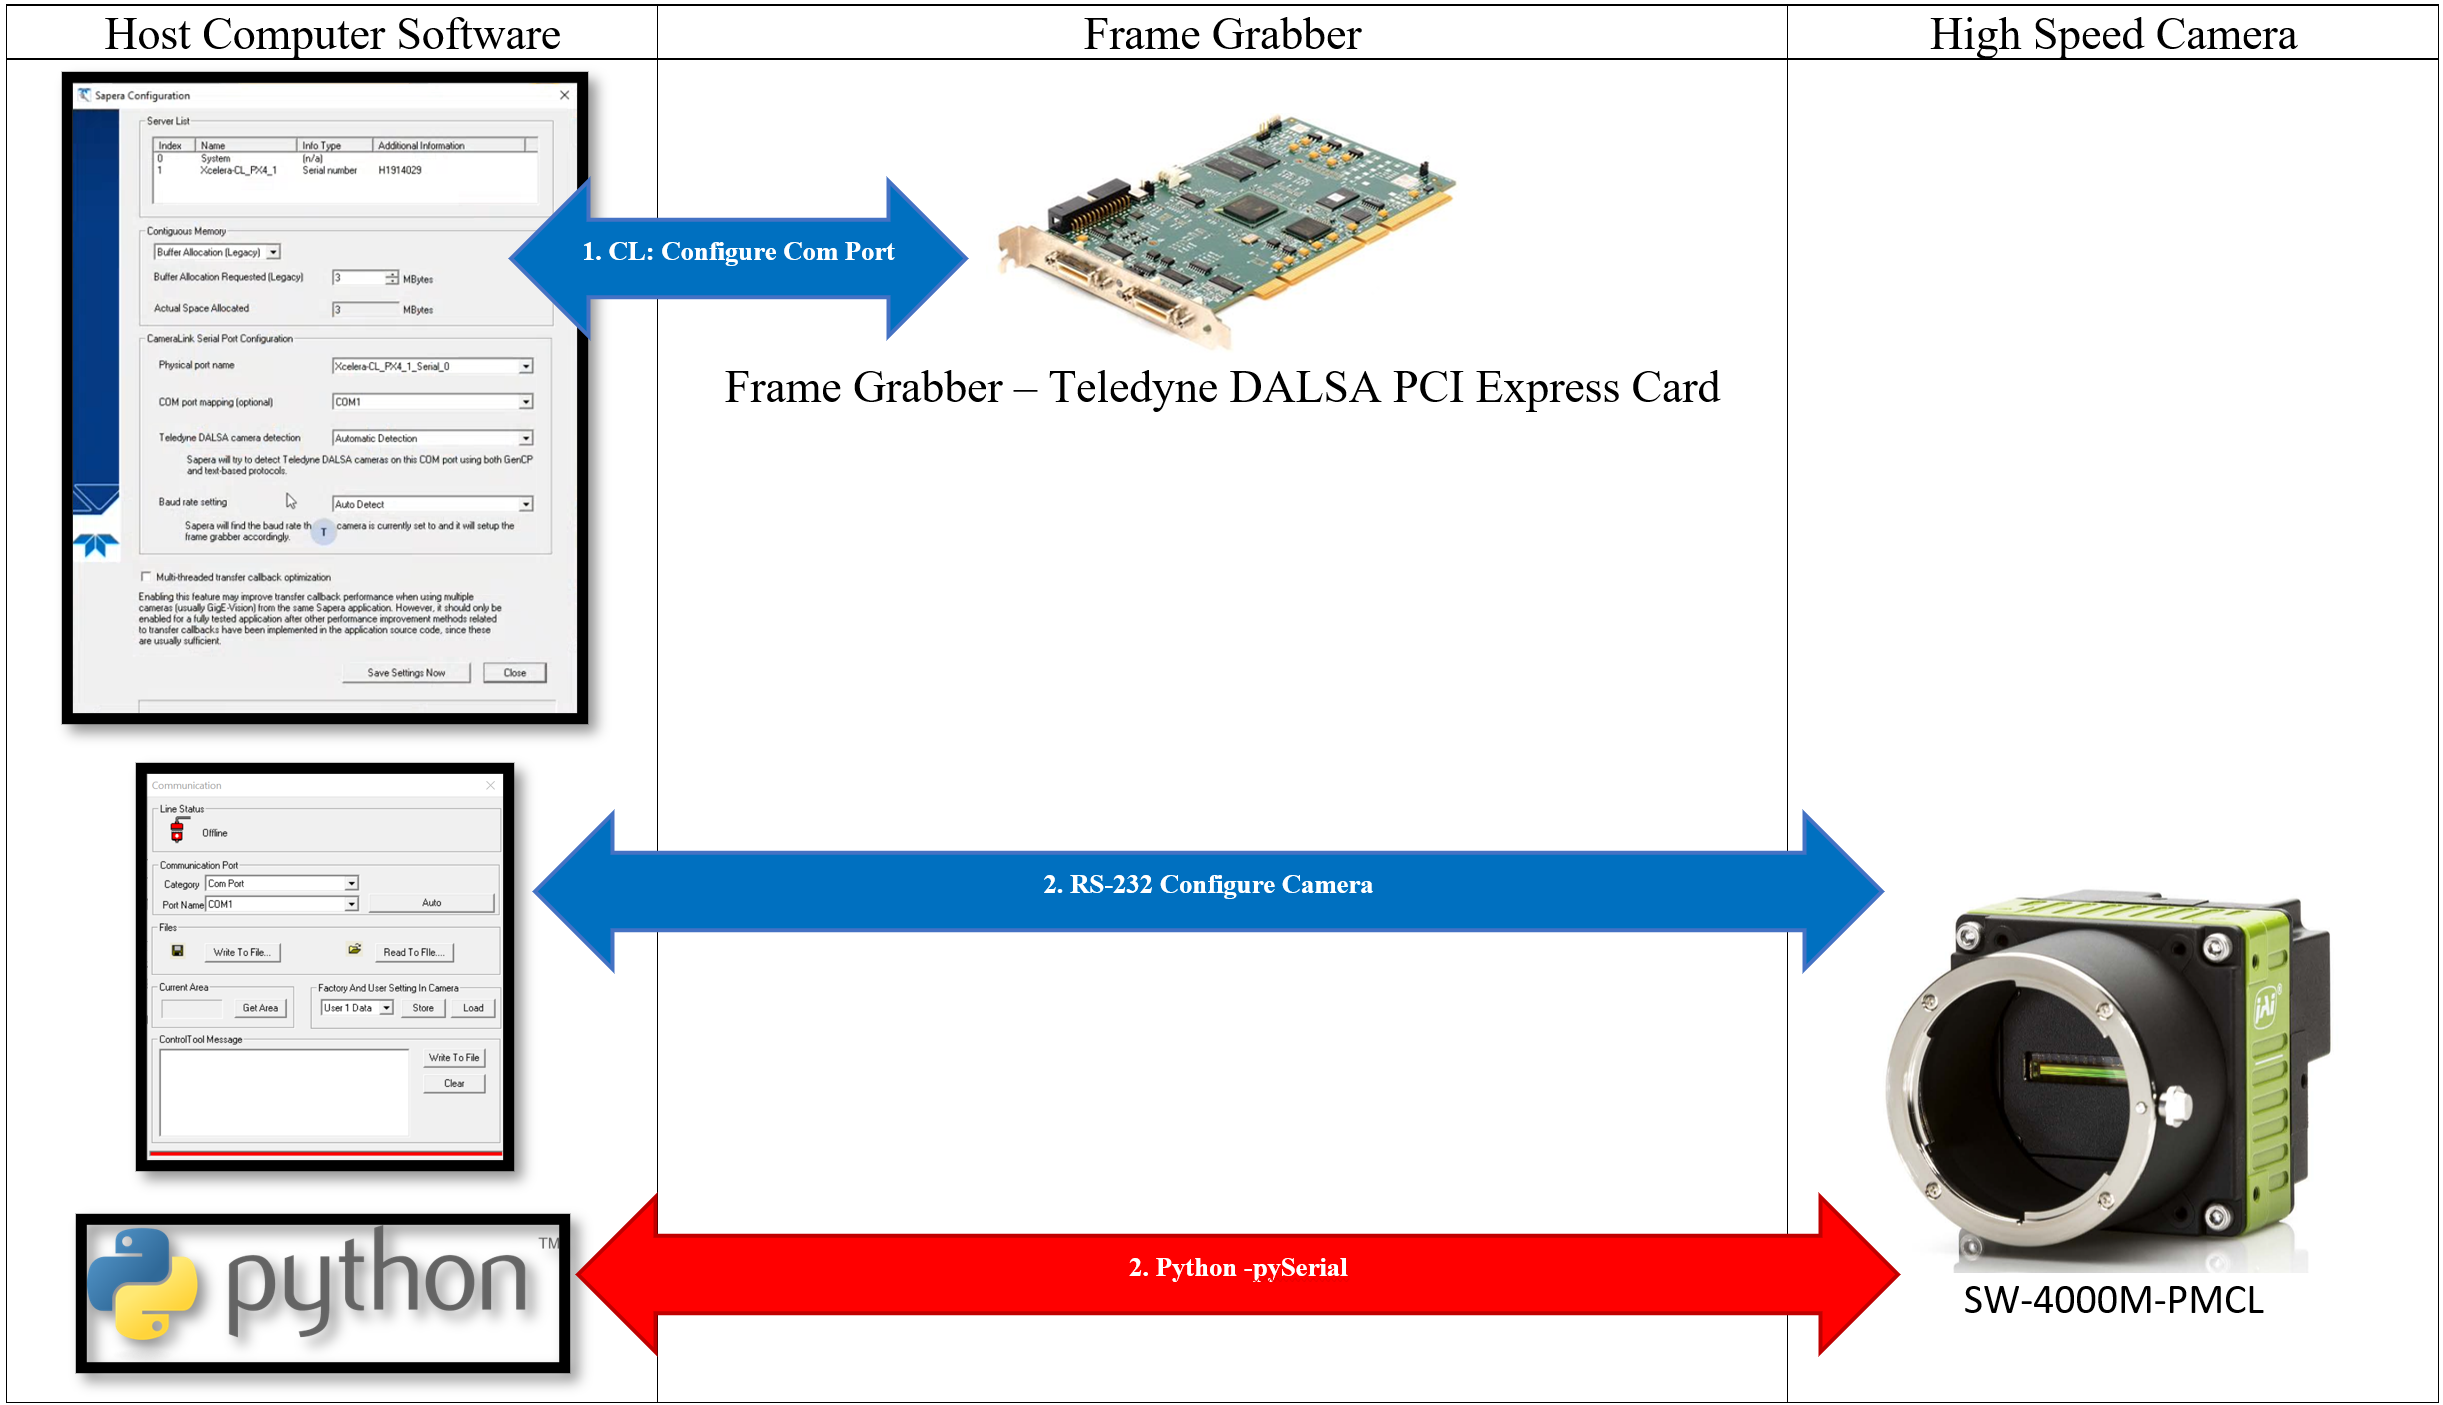 Host Computer Software
Frame Grabber
High Speed Camera
Sapera Configuration
Server List
Index Name Info Type Additional Information
0 System (n/a)
1 Xcelera-CL_PX4_1 Serial number H1914029
Contiguous Memory
Buffer Allocation (Legacy)
Buffer Allocation Requested (Legacy) 3 MBytes
Actual Space Allocated 3 MBytes
CameraLink Serial Port Configuration
Physical port name Xcelera-CL_PX4_1_Serial_0
COM port mapping (optional) COM1
Teledyne DALSA camera detection Automatic Detection
Sapera will try to detect Teledyne DALSA cameras on this COM port using both GenCP
and text-based protocols.
Baud rate setting Auto Detect
Sapera will find the baud rate th camera is currently set to and it will setup the
frame grabber accordingly.
T
Multi-threaded transfer callback optimization
Enabling this feature may improve transfer callback performance when using multiple
cameras (usually GigE-Vision) from the same Sapera application. However, it should only be
enabled for a fully tested application after other performance improvement methods related
to transfer callbacks have been implemented in the application source code, since these
are usually sufficient.
Save Settings Now Close
1. CL: Configure Com Port
Frame Grabber – Teledyne DALSA PCI Express Card
Communication
Line Status
Offline
Communication Port
Category Com Port
Port Name COM1 Auto
Files
Write To File... Read To FIle....
Current Area
Get Area
Factory And User Setting In Camera
User 1 Data Store Load
ControlTool Message
Write To File
Clear
2. RS-232 Configure Camera
JAi®
python TM
2. Python -pySerial
SW-4000M-PMCL